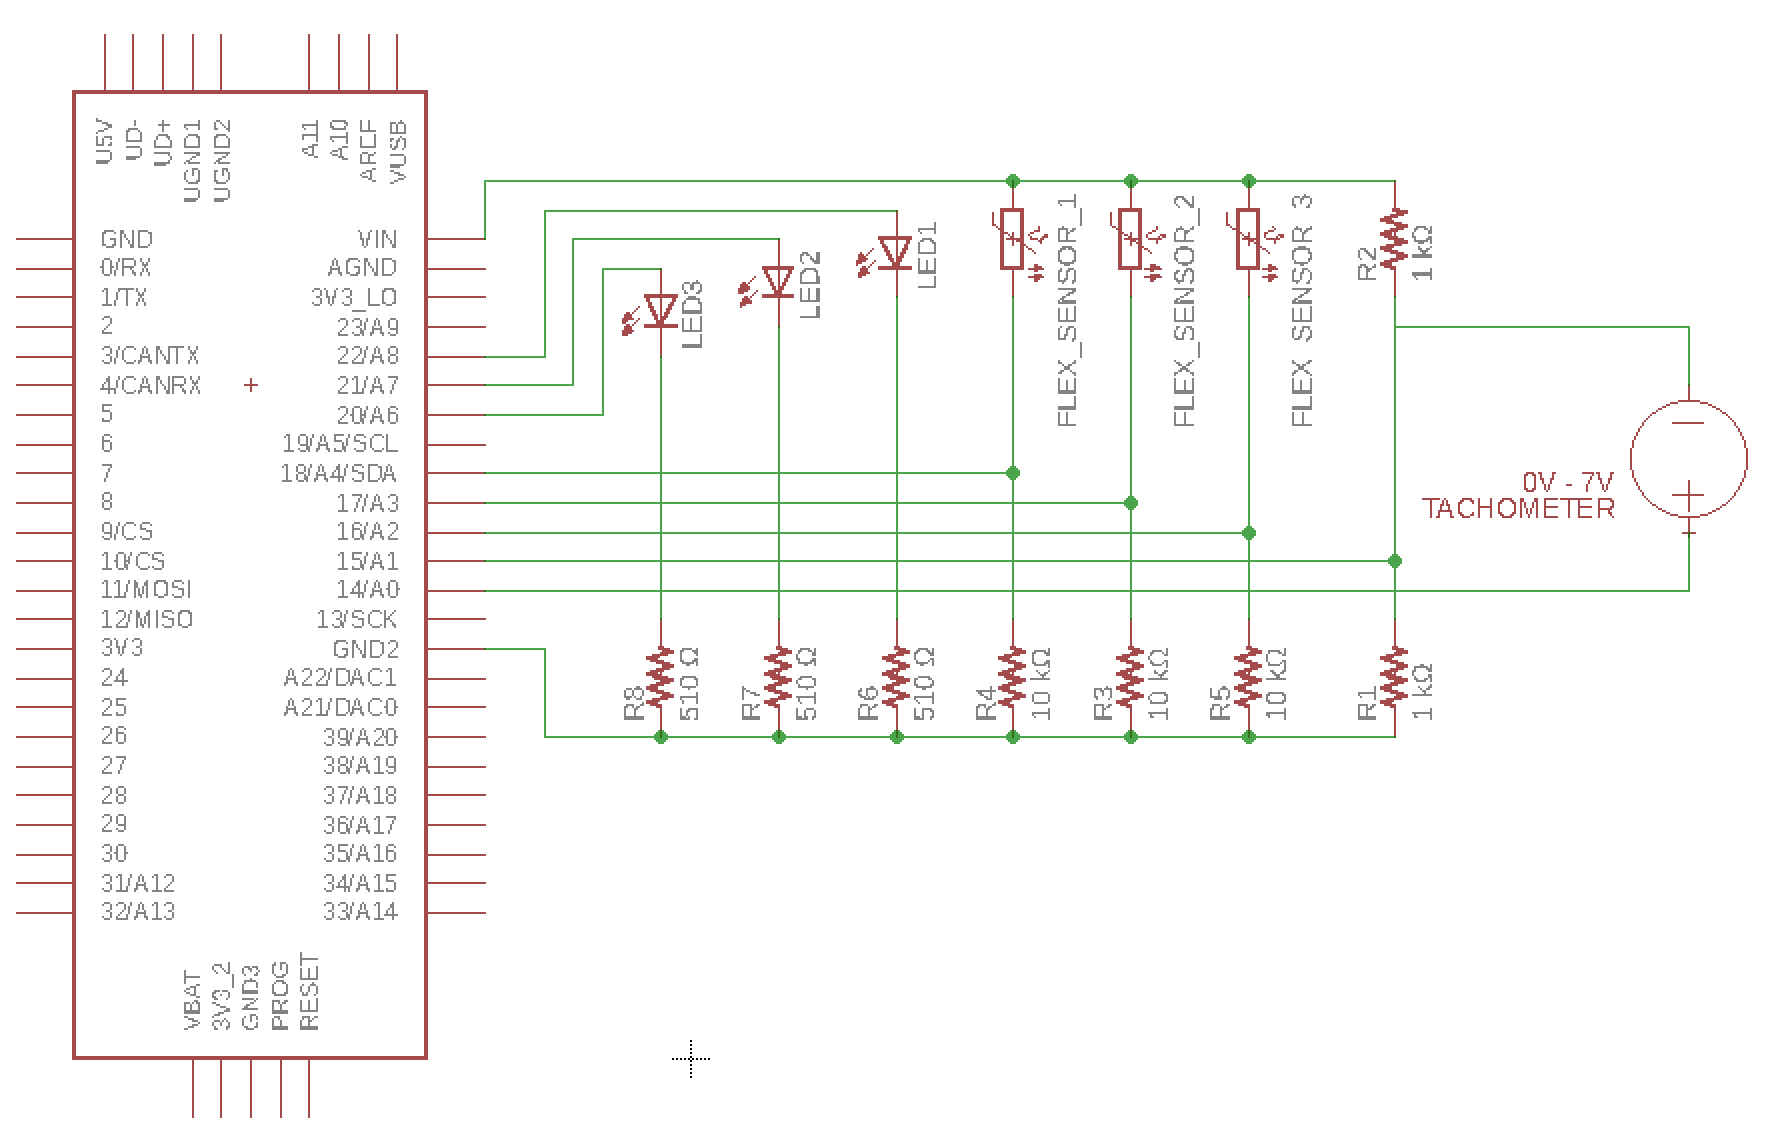 U5V
UD-
UD+
UGND1
UGND2
A11
A10
AREF
VUSB
GND
0/RX
1/TX
2
3/CANTX
4/CANRX
5
6
7
8
9/CS
10/CS
11/MOSI
12/MISO
3V3
24
25
26
27
28
29
30
31/A12
32/A13
VIN
AGND
3V3_LO
23/A9
22/A8
21/A7
20/A6
19/A5/SCL
18/A4/SDA
17/A3
16/A2
15/A1
14/A0
13/SCK
GND2
A22/DAC1
A21/DAC0
39/A20
38/A19
37/A18
36/A17
35/A16
34/A15
33/A14
VBAT
3V3_2
GND3
PROG
RESET
LED3
LED2
LED1
FLEX_SENSOR_1
FLEX_SENSOR_2
FLEX SENSOR 3
R2
1 kΩ
0V - 7V
TACHOMETER
R8
510 Ω
R7
510 Ω
R6
510 Ω
R4
10 kΩ
R3
10 kΩ
R5
10 kΩ
R1
1 kΩ